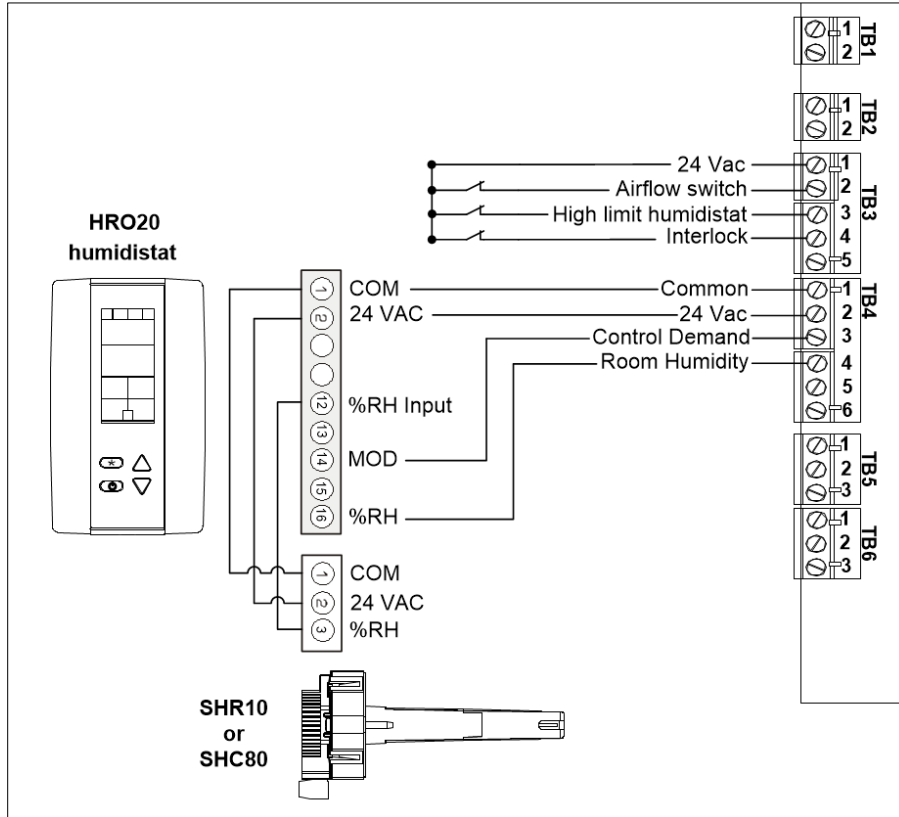 1
2
TB1
1
2
TB2
24 Vac
1
Airflow switch
2
High limit humidistat
3
Interlock
4
5
TB3
HRO20
humidistat
1
COM
Common
1
2
24 VAC
24 Vac
2
Control Demand
3
Room Humidity
4
5
6
TB4
12
%RH Input
13
14
MOD
15
16
%RH
1
2
3
TB5
1
2
3
TB6
1
COM
2
24 VAC
3
%RH
SHR10
or
SHC80